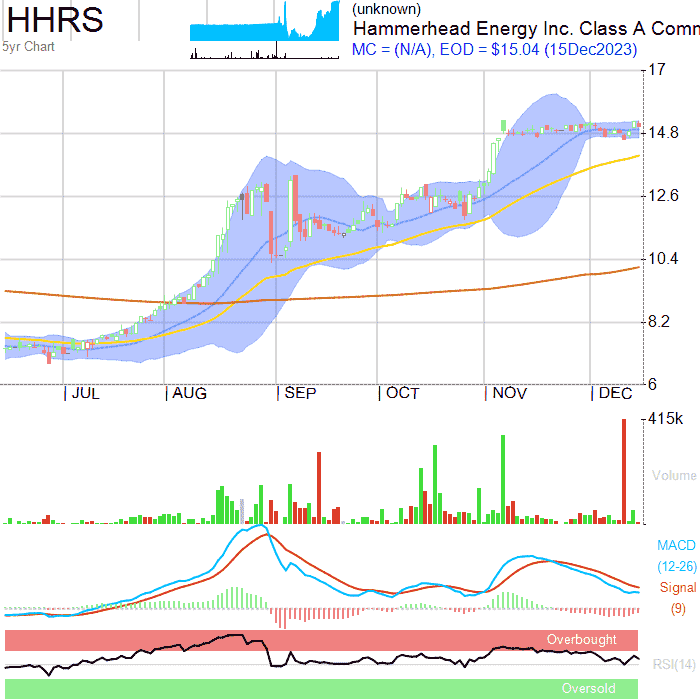 HHRS
5yr Chart
(unknown)
Hammerhead Energy Inc. Class A Comn
MC = (N/A), EOD = $15.04 (15Dec2023)
17
14.8
12.6
10.4
8.2
6
JUL
AUG
SEP
OCT
NOV
DEC
415k
Volume
MACD
(12-26)
Signal
(9)
Overbought
RSI(14)
Oversold